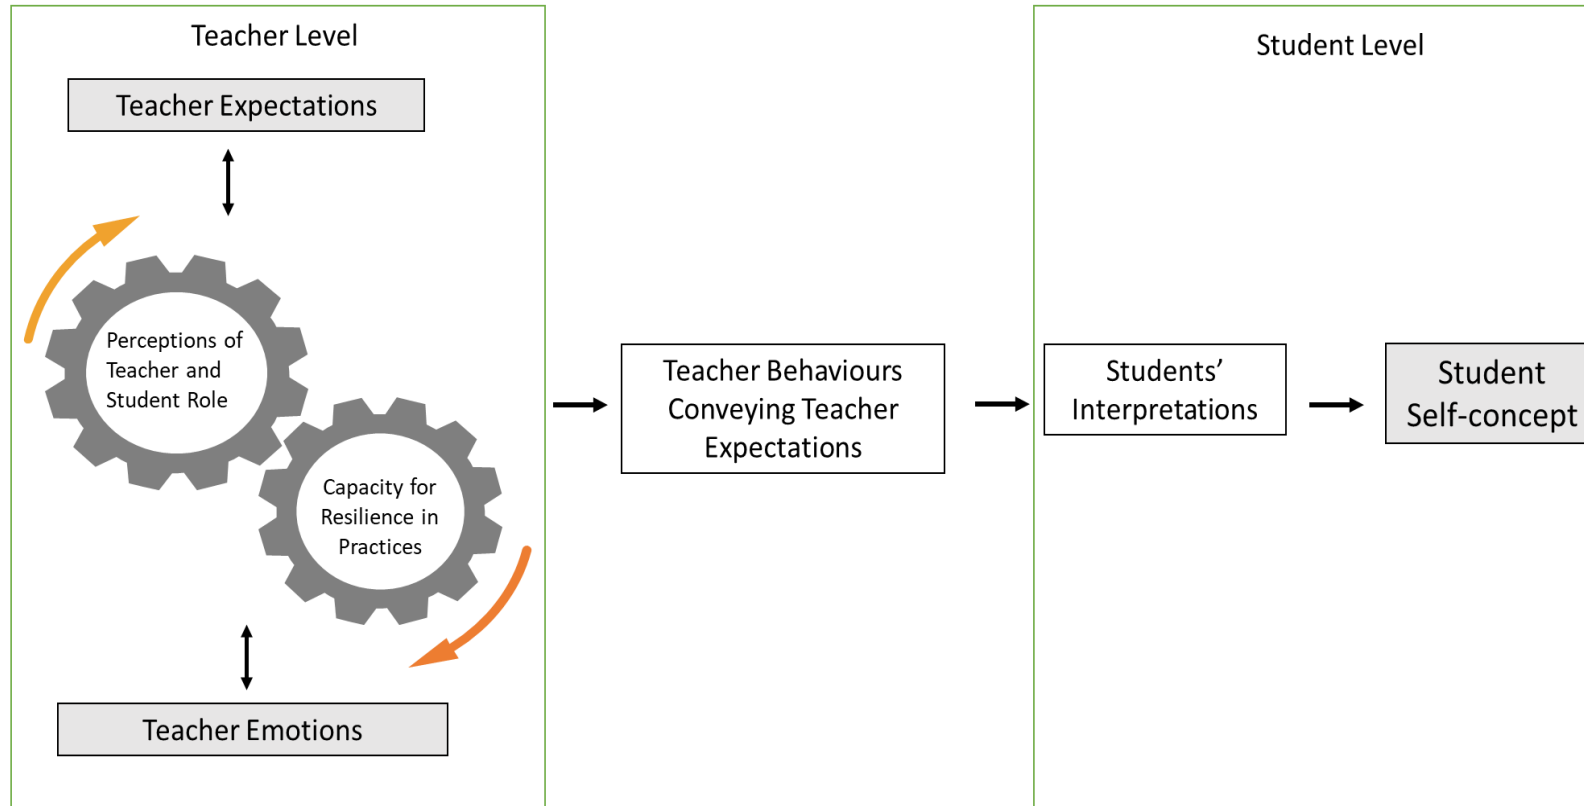 Teacher Level
Teacher Expectations
Perceptions of
Teacher and
Student Role
Capacity for
Resilience in
Practices
Teacher Emotions
Teacher Behaviours
Conveying Teacher
Expectations
Student Level
Students’
Interpretations
Student
Self-concept